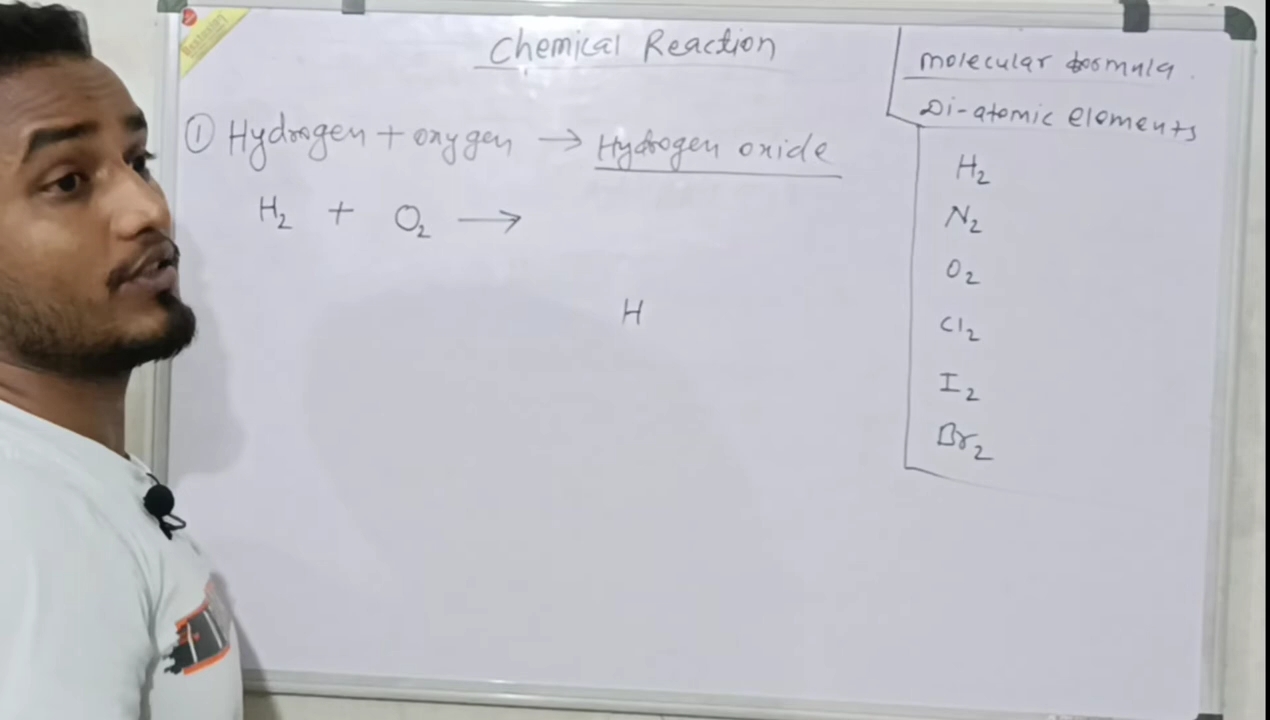 Chemical Reaction
① Hydrogen + oxygen → Hydrogen oxide
H₂ + O₂ →
H
molecular formula.
Di-atomic elements
H₂
N₂
O₂
Cl₂
I₂
Br₂